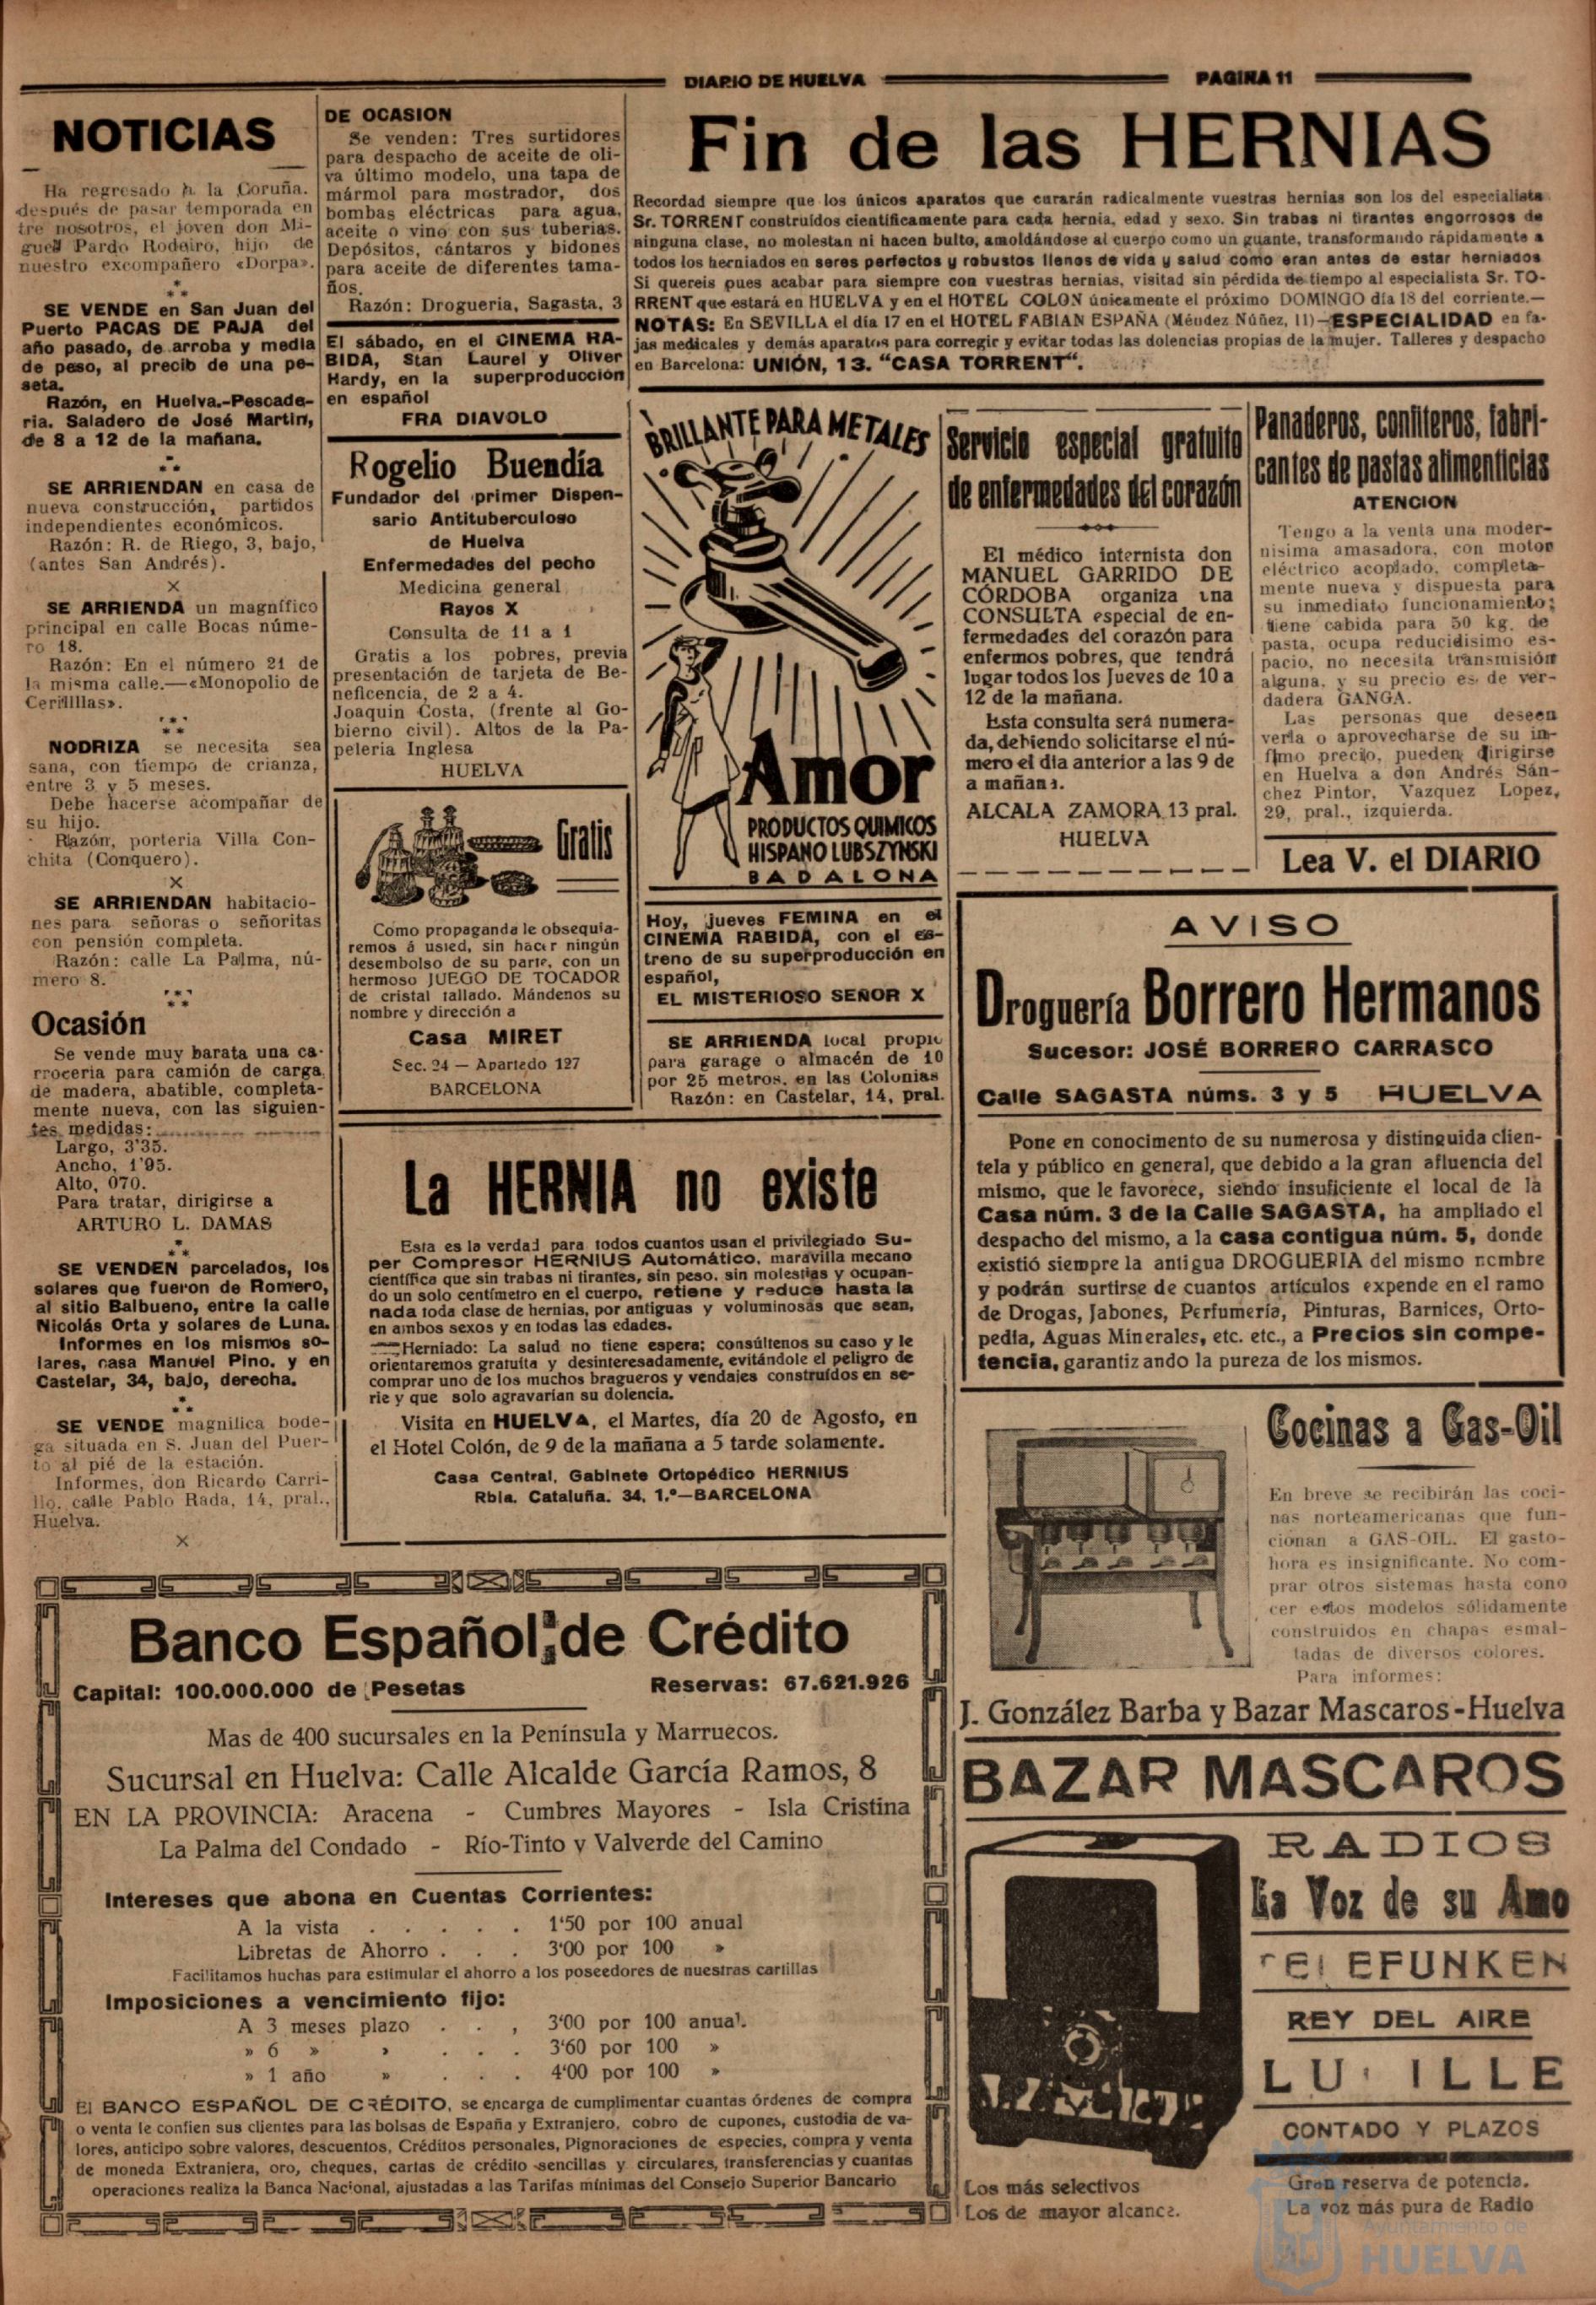 DIARIO DE HUELVA
PAGINA 11
NOTICIAS
Ha regresado a la Coruña.
después de pasar temporada en
tre nosotros, el joven don Mi-
guel Pardo Rodeiro, hijo de
nuestro excompañero «Dorpa».
SE VENDE en San Juan del
Puerto PACAS DE PAJA del
año pasado, de arroba y media
de peso, al precio de una pe-
seta.
Razón, en Huelva.-Pescade-
ria. Saladero de José Martin,
de 8 a 12 de la mañana.
SE ARRIENDAN en casa de
nueva construcción, partidos
independientes económicos.
Razón: R. de Riego, 3, bajo,
(antes San Andrés).
×
SE ARRIENDA un magnífico
principal en calle Bocas núme-
ro 18.
Razón: En el número 21 de
la misma calle.—«Monopolio de
Cerillllas».
NODRIZA se necesita sea
sana, con tiempo de crianza,
entre 3 y 5 meses.
Debe hacerse acompañar de
su hijo.
Razón, porteria Villa Con-
chita (Conquero).
×
SE ARRIENDAN habitacio-
nes para señoras o señoritas
con pensión completa.
Razón: calle La Palma, nú-
mero 8.
Ocasión
Se vende muy barata una ca-
rroceria para camión de carga,
de madera, abatible, completa-
mente nueva, con las siguien-
tes medidas:
Largo, 3'35.
Ancho, 1'95.
Alto, 070.
Para tratar, dirigirse a
ARTURO L. DAMAS
SE VENDEN parcelados, los
solares que fueron de Romero,
al sitio Balbueno, entre la calle
Nicolás Orta y solares de Luna.
Informes en los mismos so-
lares, casa Manuel Pino, y en
Castelar, 34, bajo, derecha.
SE VENDE magnifica bode-
ga situada en S. Juan del Puer-
to al pié de la estación.
Informes, don Ricardo Carri-
llo, calle Pablo Rada, 14, pral.,
Huelva.
×
DE OCASION
Se venden: Tres surtidores
para despacho de aceite de oli-
va último modelo, una tapa de
mármol para mostrador, dos
bombas eléctricas para agua,
aceite o vino con sus tuberias.
Depósitos, cántaros y bidones
para aceite de diferentes tama-
ños.
Razón: Drogueria, Sagasta, 3
El sábado, en el CINEMA RA-
BIDA, Stan Laurel y Oliver
Hardy, en la superproducción
en español
FRA DIAVOLO
Rogelio Buendía
Fundador del primer Dispen-
sario Antituberculoso
de Huelva
Enfermedades del pecho
Medicina general
Rayos X
Consulta de 11 a 1
Gratis a los pobres, previa
presentación de tarjeta de Be-
neficencia, de 2 a 4.
Joaquin Costa, (frente al Go-
bierno civil). Altos de la Pa-
peleria Inglesa
HUELVA
Gratis
Como propaganda le obsequia-
remos á usted, sin hacer ningún
desembolso de su parte, con un
hermoso JUEGO DE TOCADOR
de cristal tallado. Mándenos su
nombre y dirección a
Casa MIRET
Sec. 24 — Apartedo 127
BARCELONA
Fin de las HERNIAS
Recordad siempre que los únicos aparatos que curarán radicalmente vuestras hernias son los del especialista
Sr. TORRENT construídos científicamente para cada hernia, edad y sexo. Sin trabas ni tirantes engorrosos de
ninguna clase, no molestan ni hacen bulto, amoldándose al cuerpo como un guante, transformando rápidamente a
todos los herniados en seres perfectos y robustos llenos de vida y salud como eran antes de estar herniados
Si quereis pues acabar para siempre con vuestras hernias, visitad sin pérdida de tiempo al especialista Sr. TO-
RRENT que estará en HUELVA y en el HOTEL COLON únicamente el próximo DOMINGO día 18 del corriente.—
NOTAS: En SEVILLA el día 17 en el HOTEL FABIAN ESPAÑA (Méndez Núñez, 11)—ESPECIALIDAD en fa-
jas medicales y demás aparatos para corregir y evitar todas las dolencias propias de la mujer. Talleres y despacho
en Barcelona: UNIÓN, 13. "CASA TORRENT".
BRILLANTE PARA METALES
Amor
PRODUCTOS QUIMICOS
HISPANO LUBSZYNSKI
BADALONA
Hoy, jueves FEMINA en el
CINEMA RABIDA, con el es-
treno de su superproducción en
español,
EL MISTERIOSO SEÑOR X
SE ARRIENDA local propio
para garage o almacén de 10
por 25 metros, en las Colonias
Razón: en Castelar, 14, pral.
Servicio especial gratuito
de enfermedades del corazón
El médico internista don
MANUEL GARRIDO DE
CÓRDOBA organiza una
CONSULTA especial de en-
fermedades del corazón para
enfermos pobres, que tendrá
lugar todos los Jueves de 10 a
12 de la mañana.
Esta consulta será numera-
da, debiendo solicitarse el nú-
mero el dia anterior a las 9 de
a mañana.
ALCALA ZAMORA 13 pral.
HUELVA
Panaderos, confiteros, fabri-
cantes de pastas alimenticias
ATENCION
Tengo a la venta una moder-
nisima amasadora, con motor
eléctrico acoplado, completa-
mente nueva y dispuesta para
su inmediato funcionamiento;
tiene cabida para 50 kg. de
pasta, ocupa reducidisimo es-
pacio, no necesita transmisión
alguna, y su precio es de ver-
dadera GANGA.
Las personas que deseen
verla o aprovecharse de su ín-
fimo precio, pueden dirigirse
en Huelva a don Andrés Sán-
chez Pintor, Vazquez Lopez,
29, pral., izquierda.
Lea V. el DIARIO
La HERNIA no existe
Esta es la verdad para todos cuantos usan el privilegiado Su-
per Compresor HERNIUS Automático, maravilla mecano
científica que sin trabas ni tirantes, sin peso, sin molestias y ocupan-
do un solo centímetro en el cuerpo, retiene y reduce hasta la
nada toda clase de hernias, por antiguas y voluminosas que sean,
en ambos sexos y en todas las edades.
Herniado: La salud no tiene espera; consúltenos su caso y le
orientaremos gratuita y desinteresadamente, evitándole el peligro de
comprar uno de los muchos bragueros y vendajes construídos en se-
rie y que solo agravarían su dolencia.
Visita en HUELVA, el Martes, día 20 de Agosto, en
el Hotel Colón, de 9 de la mañana a 5 tarde solamente.
Casa Central, Gabinete Ortopédico HERNIUS
Rbla. Cataluña. 34, 1.º—BARCELONA
AVISO
Droguería Borrero Hermanos
Sucesor: JOSÉ BORRERO CARRASCO
Calle SAGASTA núms. 3 y 5 HUELVA
Pone en conocimento de su numerosa y distinguida clien-
tela y público en general, que debido a la gran afluencia del
mismo, que le favorece, siendo insuficiente el local de la
Casa núm. 3 de la Calle SAGASTA, ha ampliado el
despacho del mismo, a la casa contigua núm. 5, donde
existió siempre la antigua DROGUERIA del mismo nombre
y podrán surtirse de cuantos artículos expende en el ramo
de Drogas, Jabones, Perfumería, Pinturas, Barnices, Orto-
pedia, Aguas Minerales, etc. etc., a Precios sin compe-
tencia, garantizando la pureza de los mismos.
Cocinas a Gas-Oil
En breve se recibirán las coci-
nas norteamericanas que fun-
cionan a GAS-OIL. El gasto-
hora es insignificante. No com-
prar otros sistemas hasta cono
cer estos modelos sólidamente
construidos en chapas esmal-
tadas de diversos colores.
Para informes:
J. González Barba y Bazar Mascaros-Huelva
Banco Español de Crédito
Capital: 100.000.000 de Pesetas
Reservas: 67.621.926
Mas de 400 sucursales en la Península y Marruecos.
Sucursal en Huelva: Calle Alcalde García Ramos, 8
EN LA PROVINCIA: Aracena - Cumbres Mayores - Isla Cristina
La Palma del Condado - Río-Tinto y Valverde del Camino
Intereses que abona en Cuentas Corrientes:
A la vista . . . . . 1'50 por 100 anual
Libretas de Ahorro . . . 3'00 por 100 »
Facilitamos huchas para estimular el ahorro a los poseedores de nuestras cartillas
Imposiciones a vencimiento fijo:
A 3 meses plazo . . , 3'00 por 100 anual.
» 6 » » . . . 3'60 por 100 »
» 1 año » . . . 4'00 por 100 »
El BANCO ESPAÑOL DE CRÉDITO, se encarga de cumplimentar cuantas órdenes de compra
o venta le confien sus clientes para las bolsas de España y Extranjero, cobro de cupones, custodia de va-
lores, anticipo sobre valores, descuentos, Créditos personales, Pignoraciones de especies, compra y venta
de moneda Extranjera, oro, cheques, cartas de crédito sencillas y circulares, transferencias y cuantas
operaciones realiza la Banca Nacional, ajustadas a las Tarifas mínimas del Consejo Superior Bancario
BAZAR MASCAROS
RADIOS
La Voz de su Amo
TELEFUNKEN
REY DEL AIRE
CONTADO Y PLAZOS
Gran reserva de potencia.
La voz más pura de Radio
Los más selectivos
Los de mayor alcance.
Ayuntamiento de
HUELVA